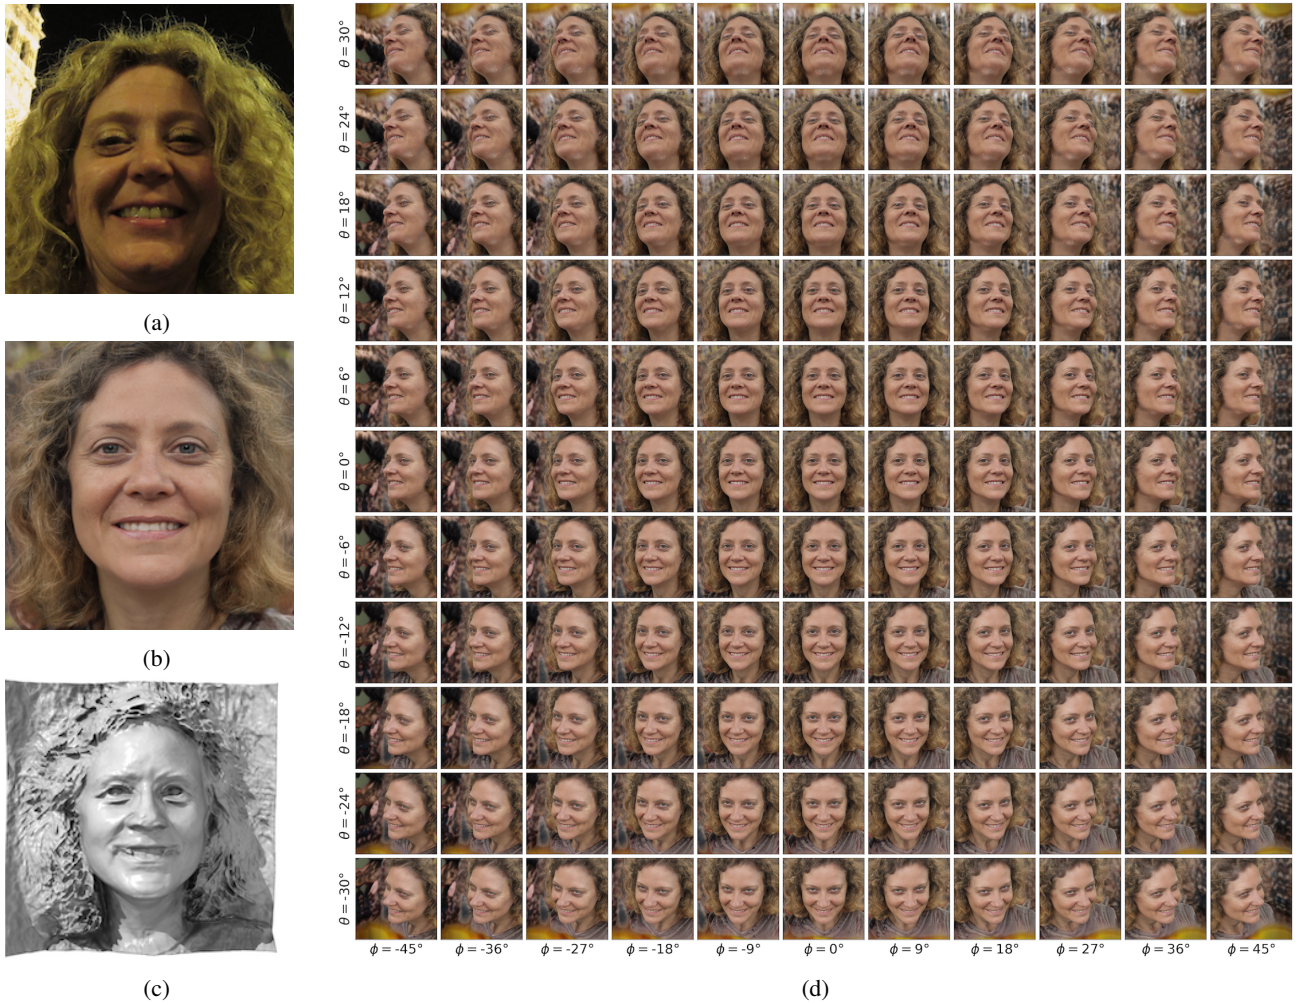 θ = 30°
θ = 24°
θ = 18°
θ = 12°
θ = 6°
θ = 0°
θ = -6°
θ = -12°
θ = -18°
θ = -24°
θ = -30°
ϕ = -45° ϕ = -36° ϕ = -27° ϕ = -18° ϕ = -9° ϕ = 0° ϕ = 9° ϕ = 18° ϕ = 27° ϕ = 36° ϕ = 45°
(a)
(b)
(c)
(d)